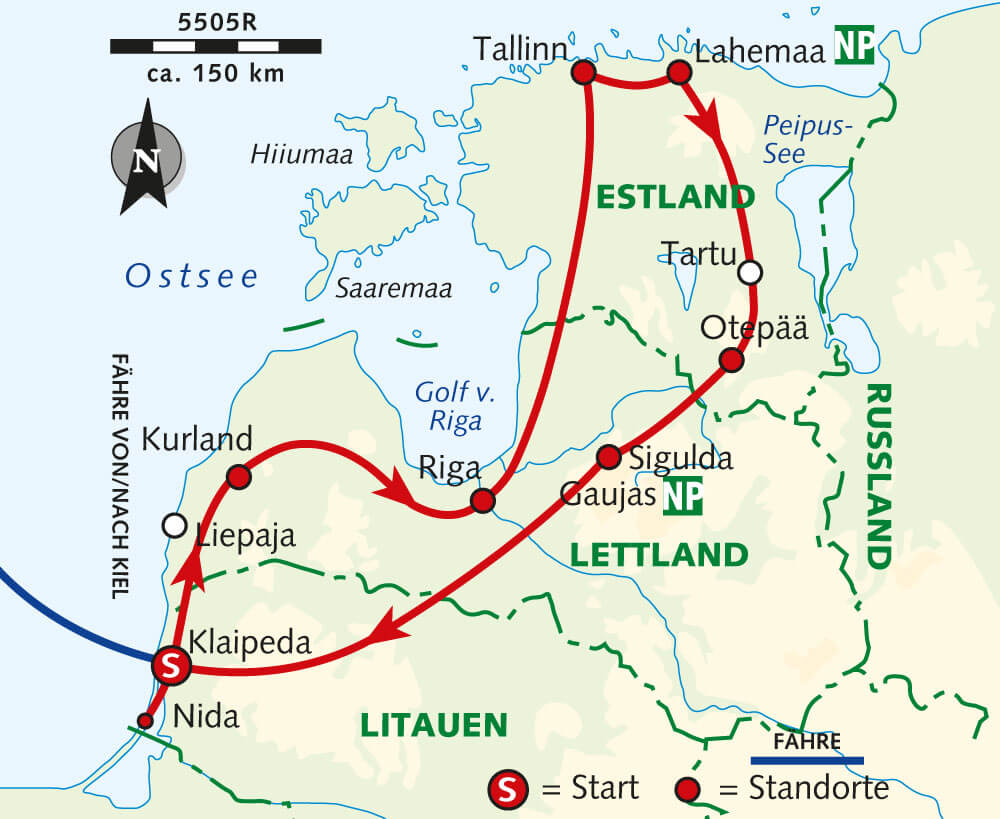 5505R
ca. 150 km
N
Tallinn
Lahemaa NP
Hiiumaa
Peipus-
See
ESTLAND
Ostsee
Saaremaa
Tartu
Otepää
FÄHRE VON/NACH KIEL
Golf v.
Riga
RUSSLAND
Kurland
Riga
Sigulda
Gaujas NP
Liepaja
LETTLAND
Klaipeda
S
Nida
LITAUEN
FÄHRE
S = Start
= Standorte